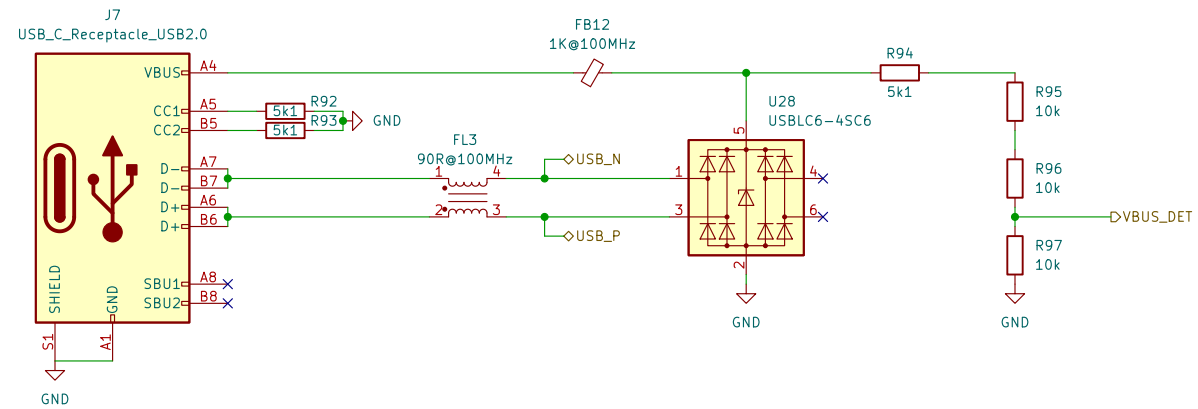 J7
USB_C_Receptacle_USB2.0
VBUS
A4
CC1
A5
CC2
B5
D-
A7
D-
B7
D+
A6
D+
B6
SBU1
A8
SBU2
B8
SHIELD
GND
S1
A1
GND
5k1
R92
5k1
R93
GND
FB12
1K@100MHz
FL3
90R@100MHz
1
4
2
3
USB_N
USB_P
U28
USBLC6-4SC6
5
1
4
3
6
2
GND
R94
5k1
R95
10k
R96
10k
VBUS_DET
R97
10k
GND